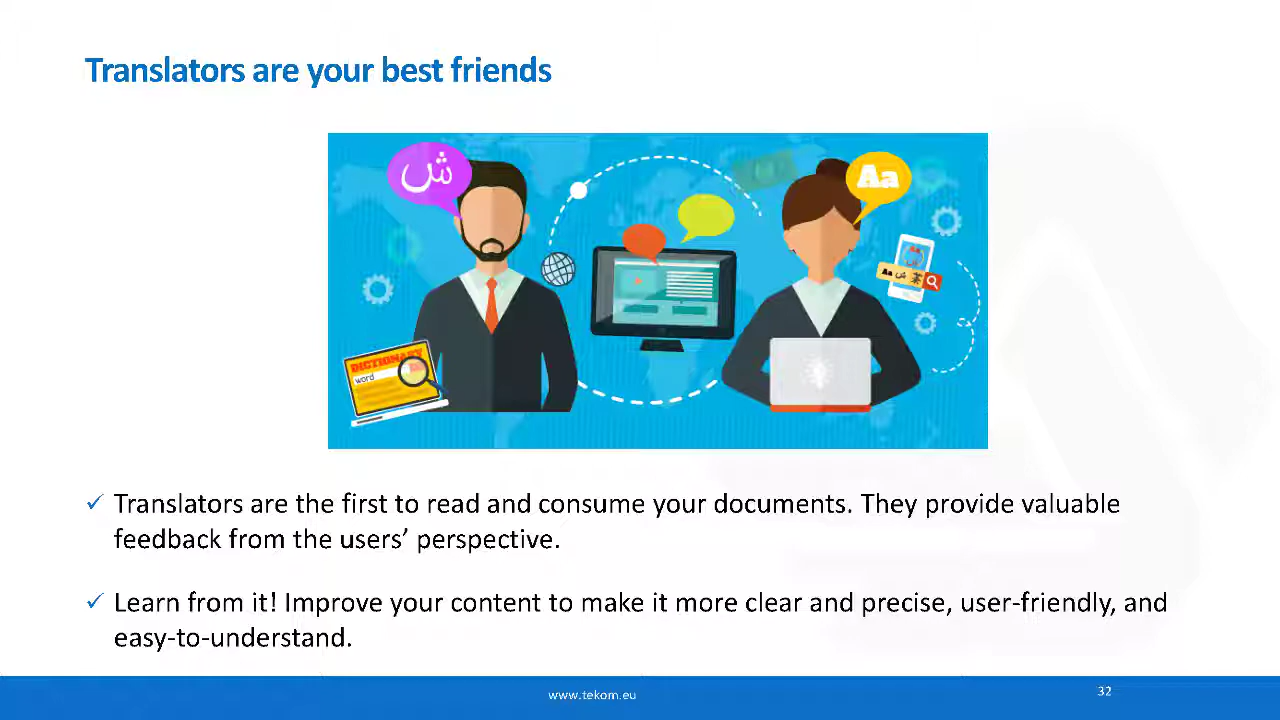 Translators are your best friends
ش
Aa
DICTIONARY
word
Aa ش
✓ Translators are the first to read and consume your documents. They provide valuable
feedback from the users’ perspective.
✓ Learn from it! Improve your content to make it more clear and precise, user-friendly, and
easy-to-understand.
www.tekom.eu
32